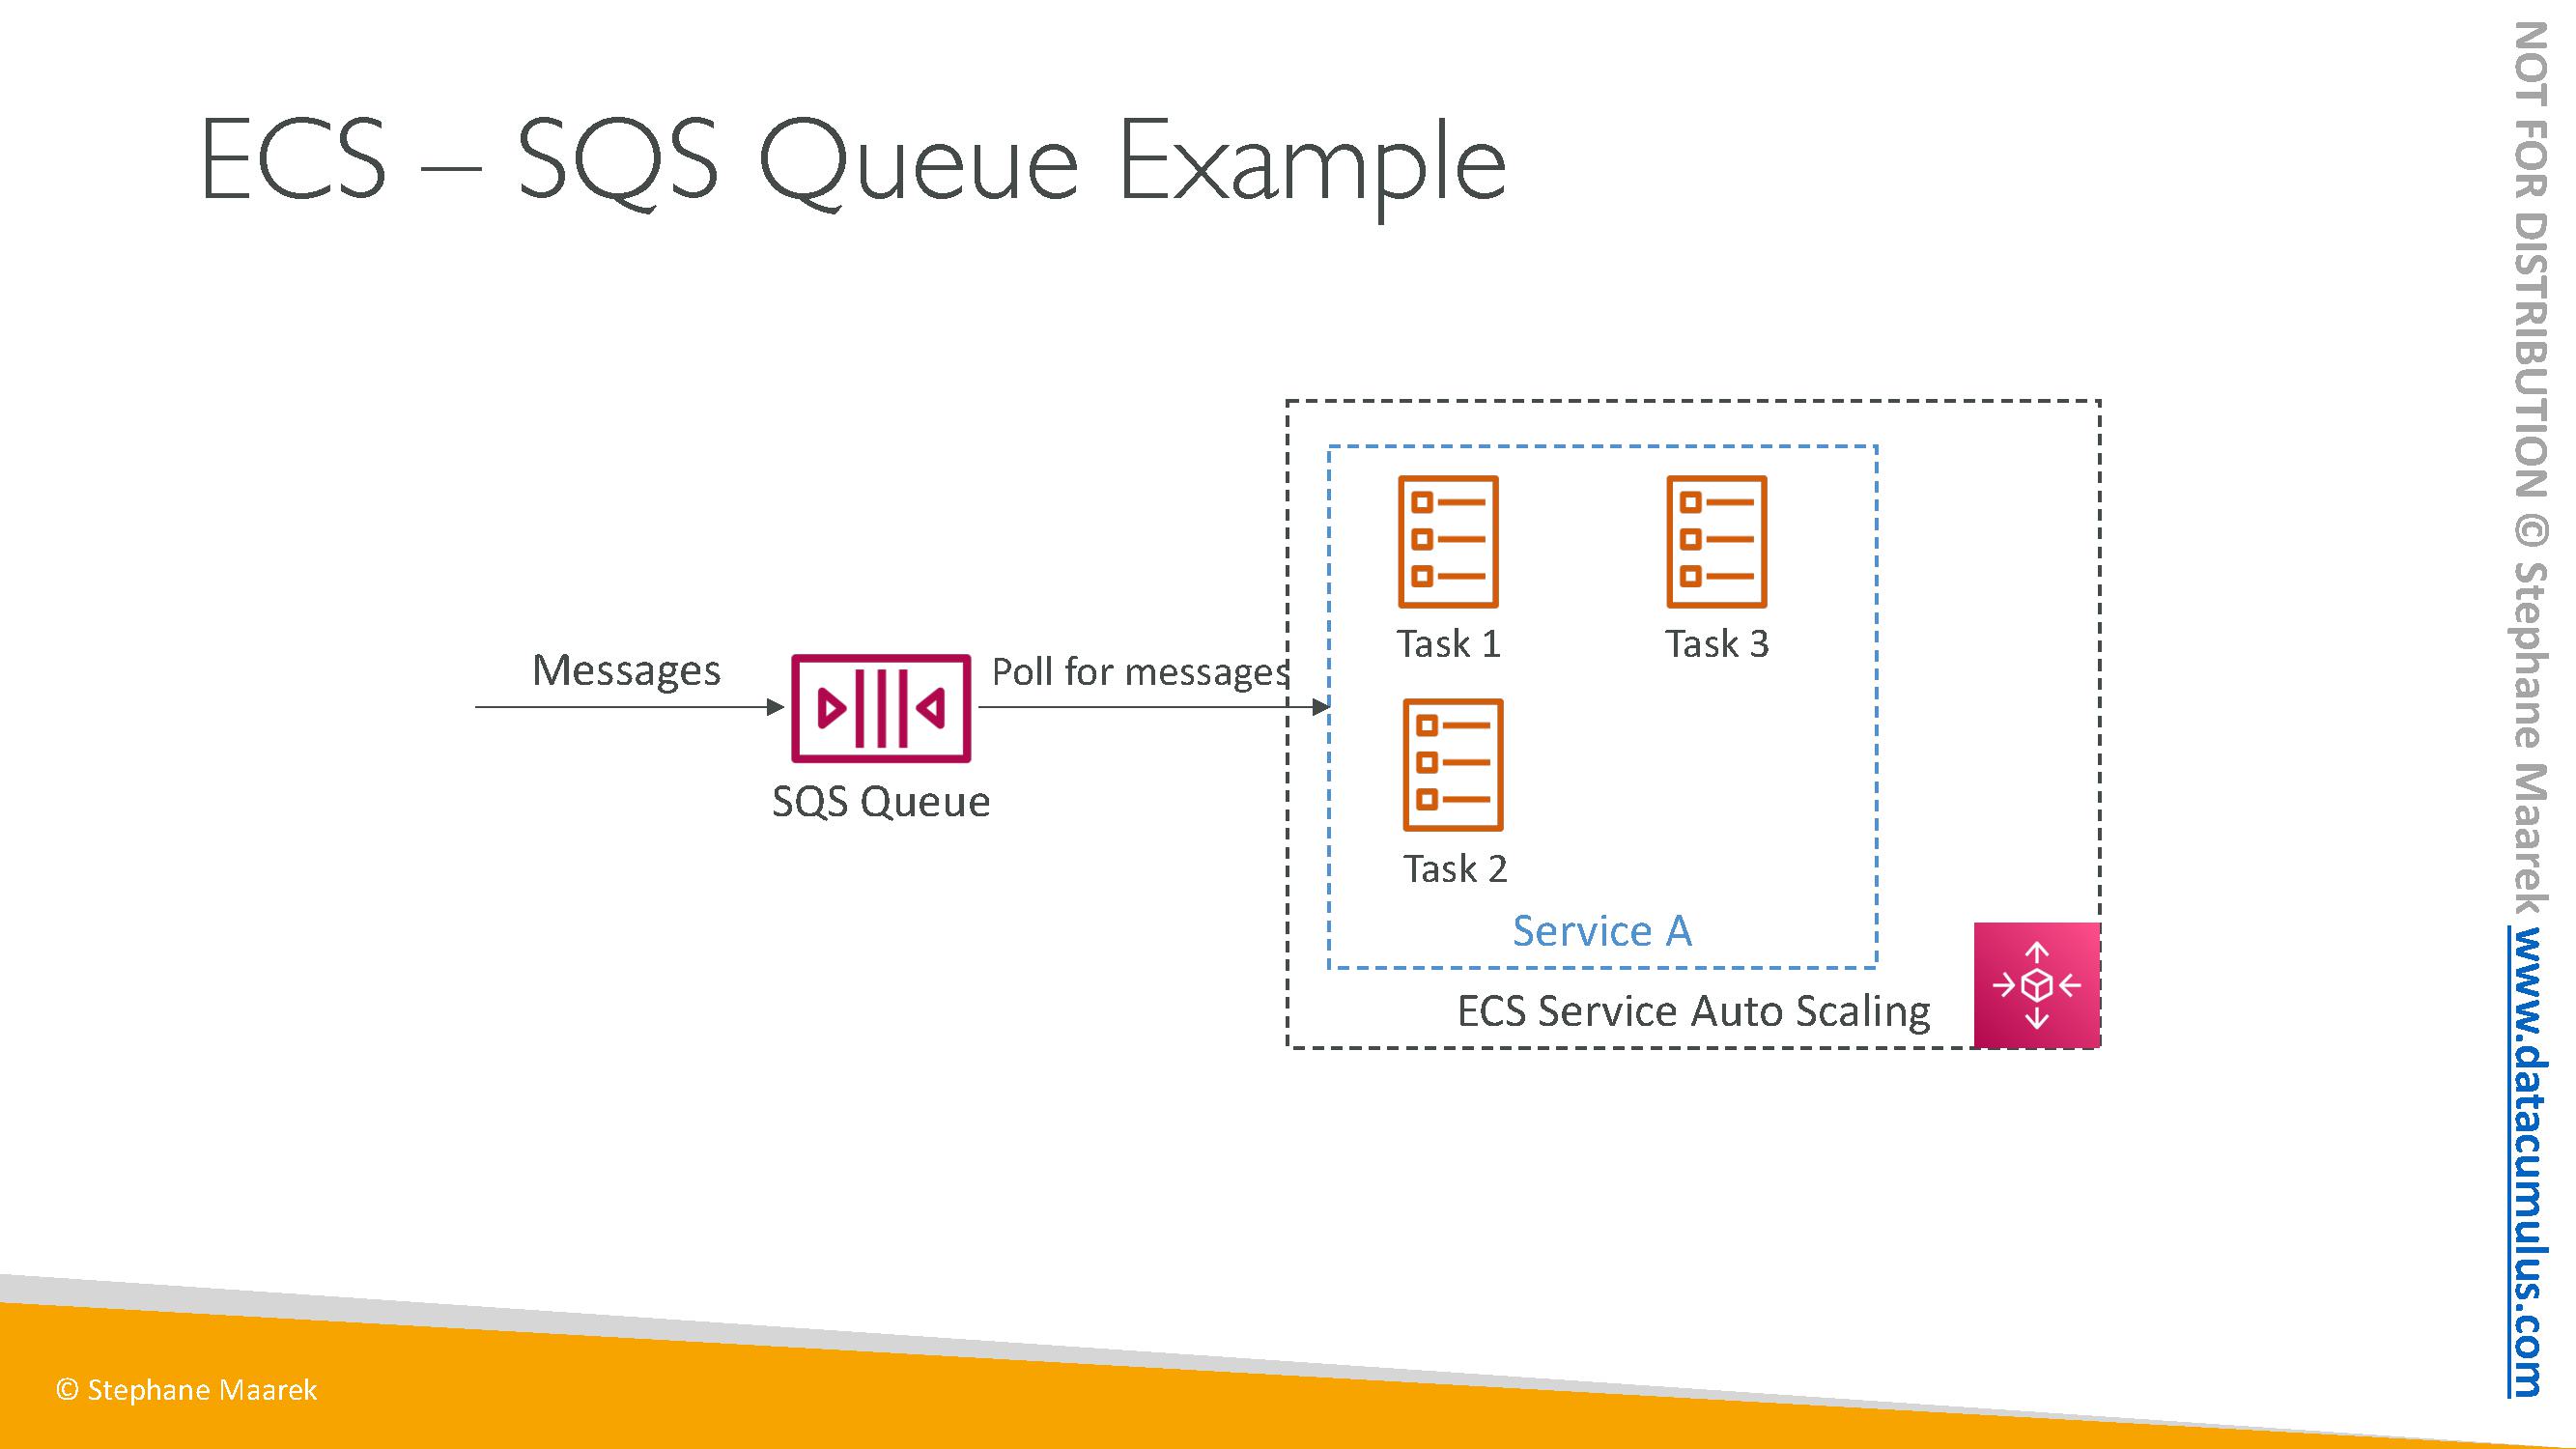 ECS – SQS Queue Example
Messages
SQS Queue
Poll for messages
Task 1
Task 3
Task 2
Service A
ECS Service Auto Scaling
© Stephane Maarek
NOT FOR DISTRIBUTION © Stephane Maarek www.datacumulus.com